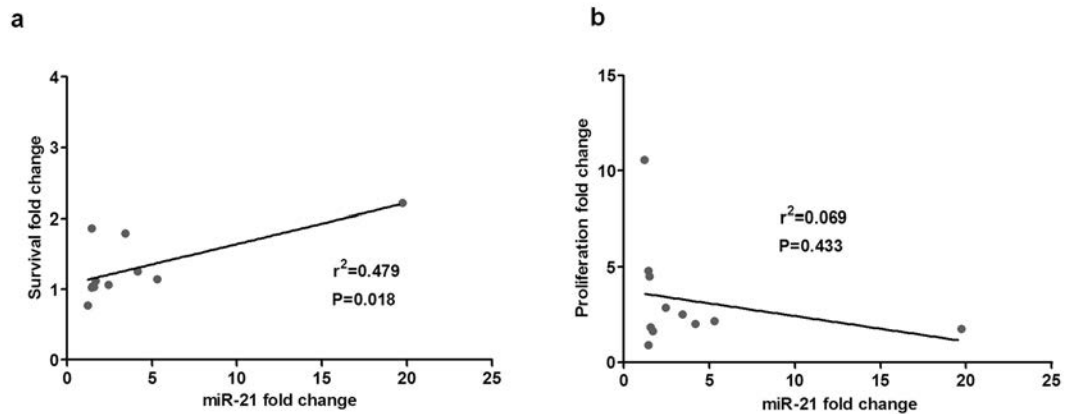 a
4
3
2
1
0
Survival fold change
0 5 10 15 20 25
miR-21 fold change
r²=0.479
P=0.018
b
15
10
5
0
Proliferation fold change
0 5 10 15 20 25
miR-21 fold change
r²=0.069
P=0.433